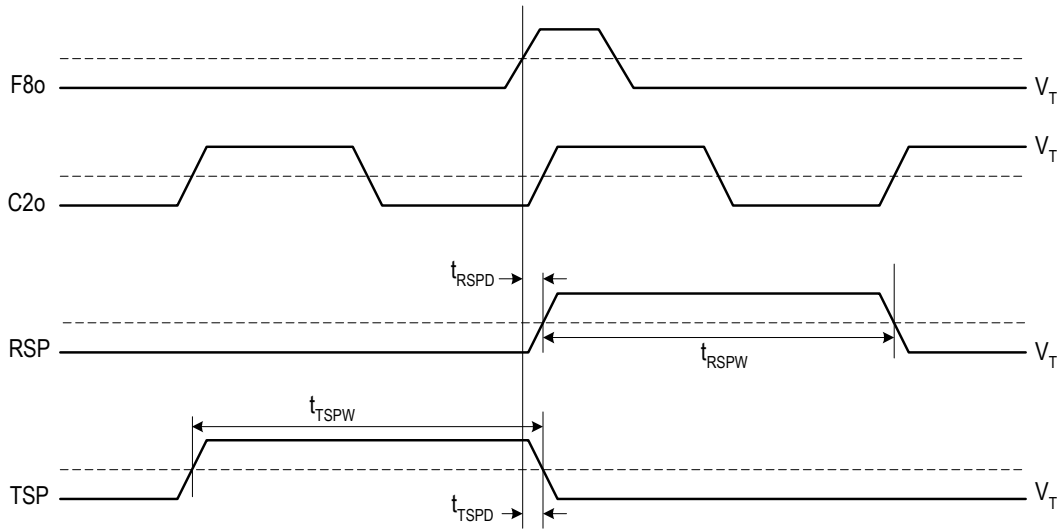 F8o
V_T
V_T
C2o
t_RSPD
RSP
t_RSPW
V_T
t_TSPW
TSP
V_T
t_TSPD